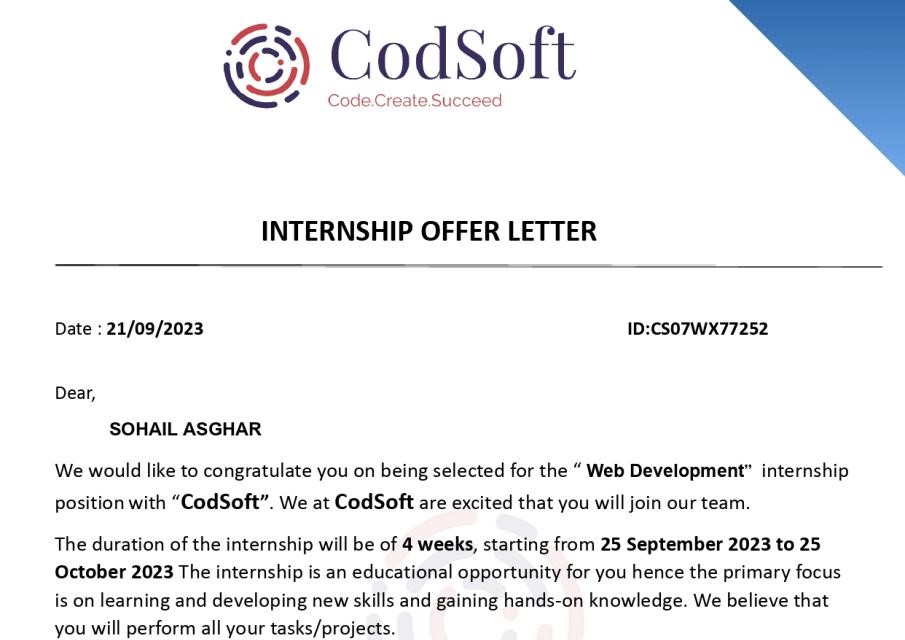 CodSoft
Code.Create.Succeed
INTERNSHIP OFFER LETTER
Date : 21/09/2023 ID:CS07WX77252
Dear,
SOHAIL ASGHAR
We would like to congratulate you on being selected for the “ Web Development”  internship
position with “CodSoft”. We at CodSoft are excited that you will join our team.
The duration of the internship will be of 4 weeks, starting from 25 September 2023 to 25
October 2023 The internship is an educational opportunity for you hence the primary focus
is on learning and developing new skills and gaining hands-on knowledge. We believe that
you will perform all your tasks/projects.